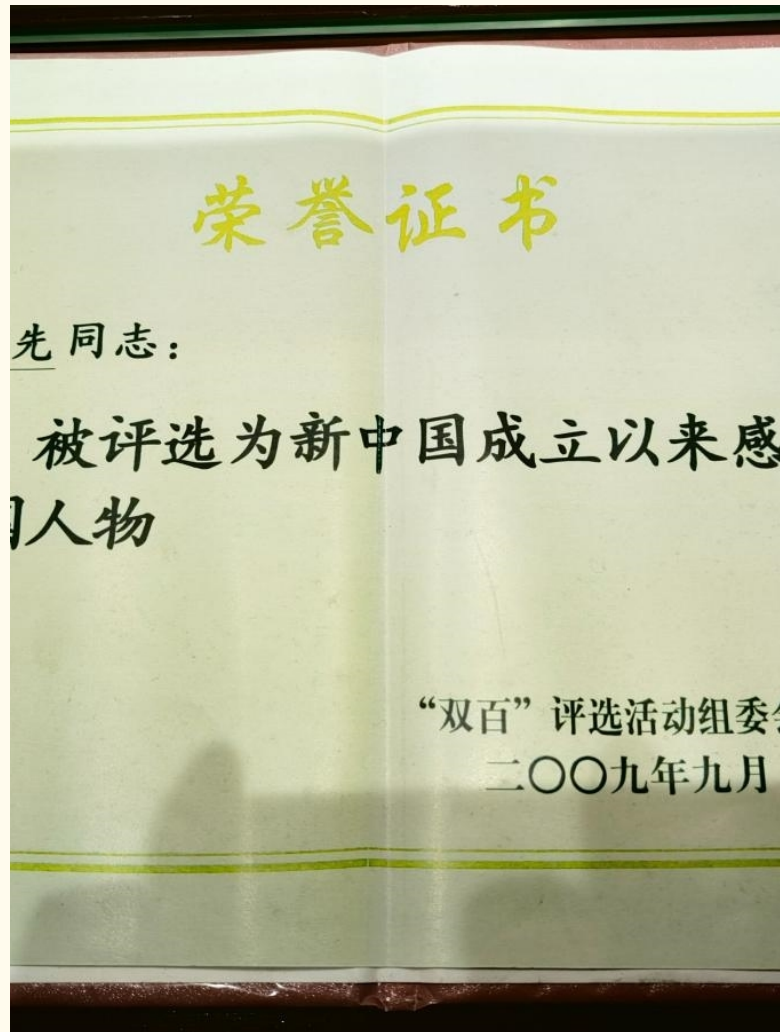 荣誉证书
先同志：
被评选为新中国成立以来感
人物
“双百”评选活动组委
二〇〇九年九月